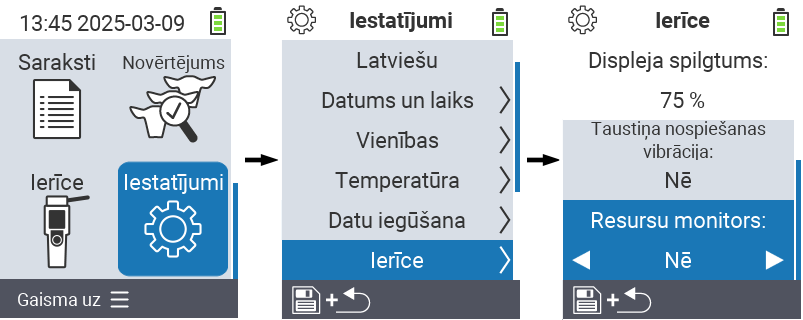 13:45 2025-03-09
Saraksti
Novērtējums
Ierīce
Iestatījumi
Gaisma uz
Iestatījumi
Latviešu
Datums un laiks
Vienības
Temperatūra
Datu iegūšana
Ierīce
Ierīce
Displeja spilgtums:
75 %
Taustiņa nospiešanas
vibrācija:
Nē
Resursu monitors:
Nē